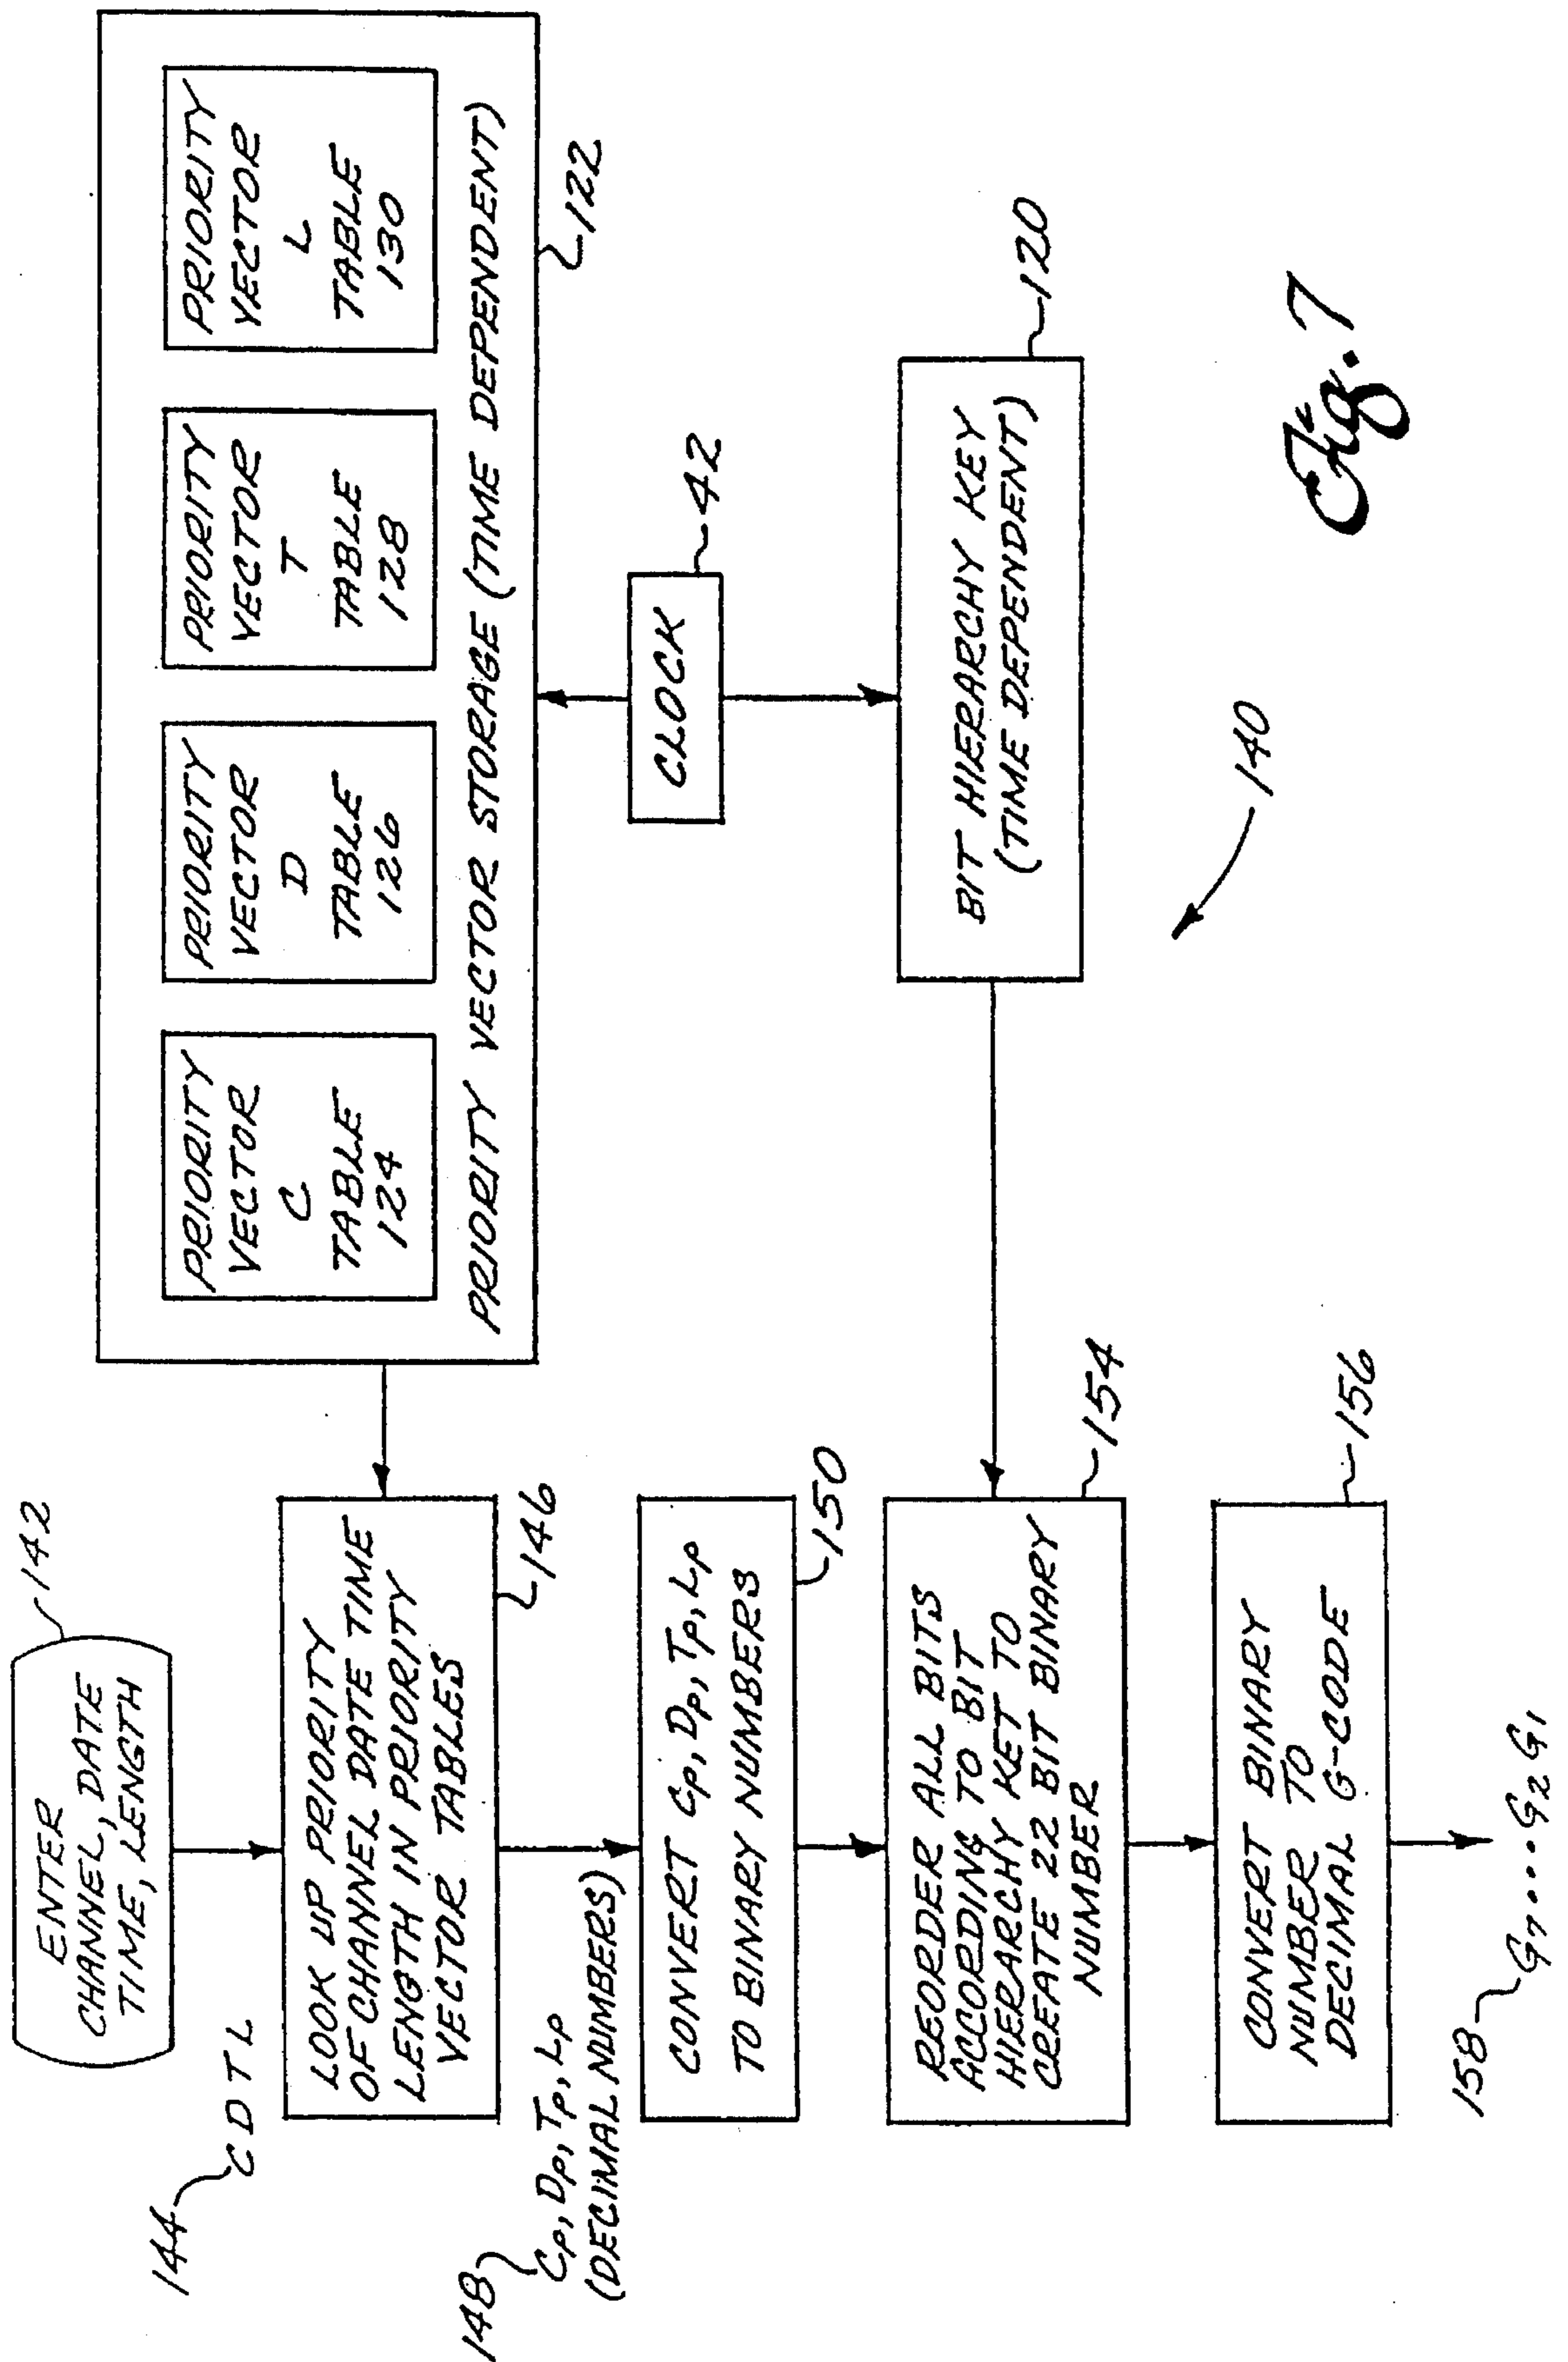 ENTER
CHANNEL, DATE
TIME, LENGTH
142
144
C D T L
LOOK UP PRIORITY
OF CHANNEL DATE TIME
LENGTH IN PRIORITY
VECTOR TABLES
146
148
Cp, Dp, Tp, Lp
(DECIMAL NUMBERS)
CONVERT Cp, Dp, Tp, Lp
TO BINARY NUMBERS
150
REORDER ALL BITS
ACCORDING TO BIT
HIERARCHY KET TO
CREATE 22 BIT BINARY
NUMBER
154
CONVERT BINARY
NUMBER TO
DECIMAL G-CODE
156
158
G7...G2 G1
PRIORITY
VECTOR
C
TABLE
124
PRIORITY
VECTOR
D
TABLE
126
PRIORITY
VECTOR
T
TABLE
128
PRIORITY
VECTOR
L
TABLE
130
PRIORITY VECTOR STORAGE (TIME DEPENDENT)
122
CLOCK
42
BIT HIERARCHY KEY
(TIME DEPENDENT)
120
140
Fig. 7